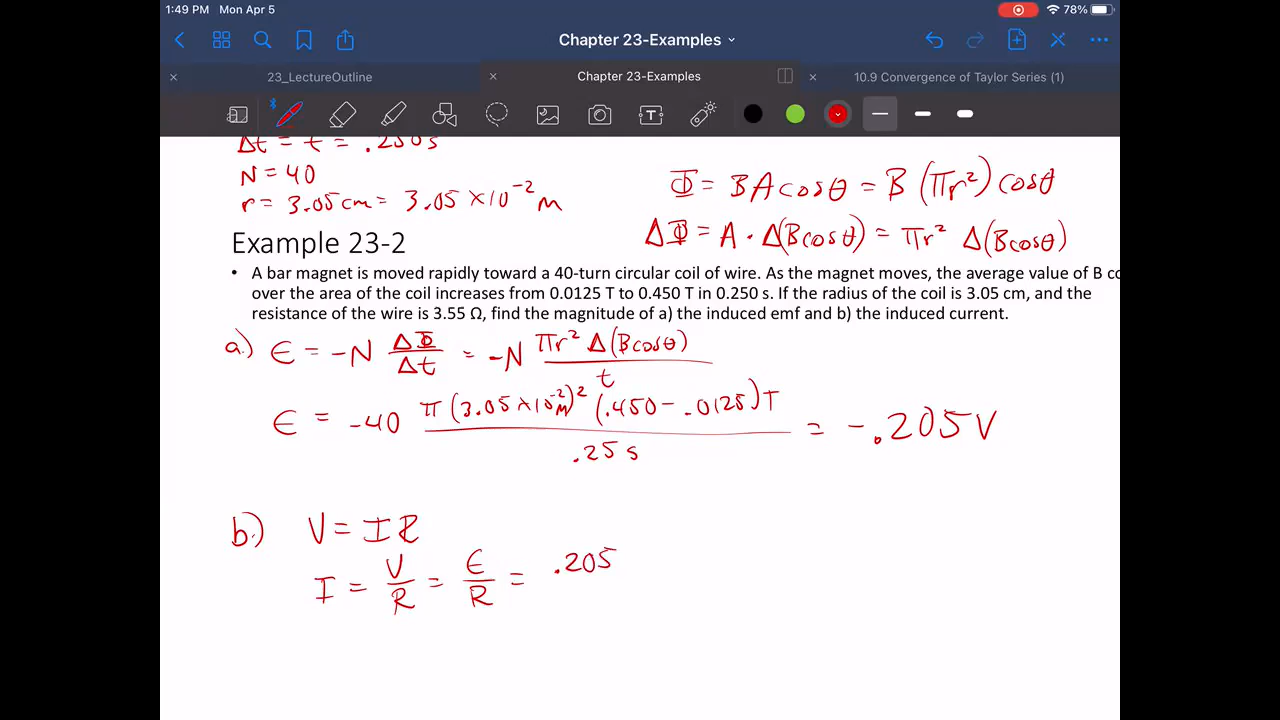 1:49 PM Mon Apr 5
78%
Chapter 23-Examples
23_LectureOutline
Chapter 23-Examples
10.9 Convergence of Taylor Series (1)
Δt = t = .250s
N = 40
r = 3.05cm = 3.05 × 10⁻² m
Φ = BAcosθ = B (πr²) cosθ
ΔΦ = A · Δ(Bcosθ) = πr² Δ(Bcosθ)
Example 23-2
• A bar magnet is moved rapidly toward a 40-turn circular coil of wire. As the magnet moves, the average value of B co
over the area of the coil increases from 0.0125 T to 0.450 T in 0.250 s. If the radius of the coil is 3.05 cm, and the
resistance of the wire is 3.55 Ω, find the magnitude of a) the induced emf and b) the induced current.
a.) ε = -N ΔΦ/Δt = -N πr² Δ(Bcosθ)/t
ε = -40 π(3.05×10⁻²m)² (.450 - .0125)T / .25 s = -.205 V
b.) V = IR
I = V/R = ε/R = .205